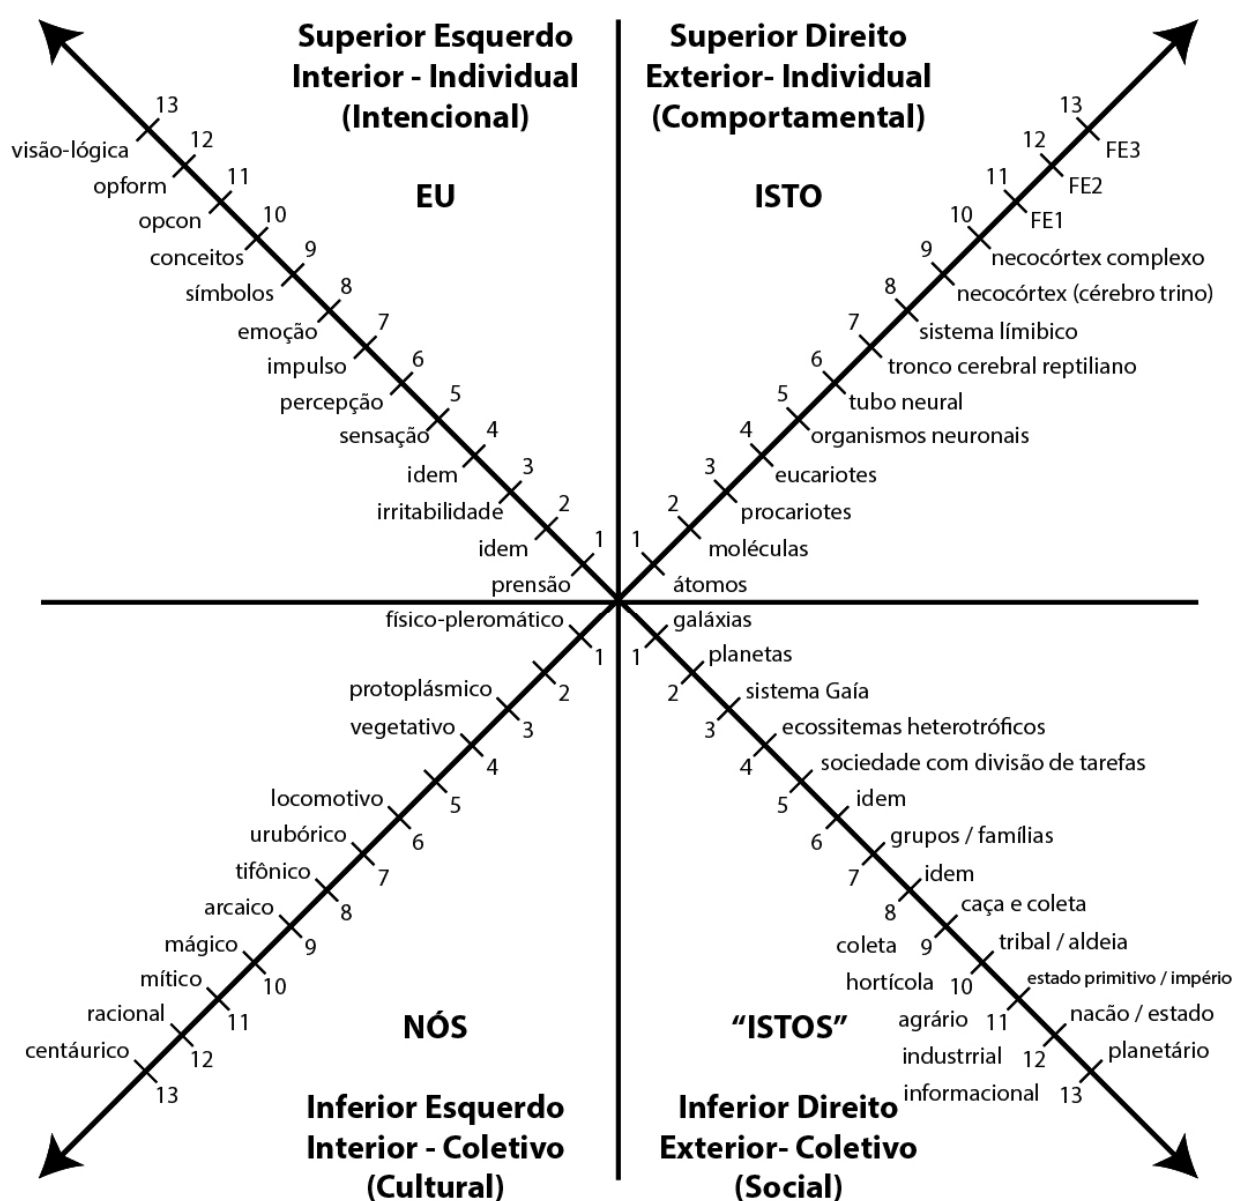 Superior Esquerdo
Interior - Individual
(Intencional)
EU
13
visão-lógica
12
opform
11
opcon
10
conceitos
9
símbolos
8
emoção
7
impulso
6
percepção
5
sensação
4
idem
3
irritabilidade
2
idem
1
prensão
Superior Direito
Exterior- Individual
(Comportamental)
ISTO
13
FE3
12
FE2
11
FE1
10
necocórtex complexo
9
necocórtex (cérebro trino)
8
sistema límibico
7
tronco cerebral reptiliano
6
tubo neural
5
organismos neuronais
4
eucariotes
3
procariotes
2
moléculas
1
átomos
físico-pleromático
1
2
protoplásmico
3
vegetativo
4
5
locomotivo
6
urubórico
7
tifônico
8
arcaico
9
mágico
10
mítico
11
racional
12
centáurico
13
NÓS
Inferior Esquerdo
Interior - Coletivo
(Cultural)
galáxias
1
planetas
2
sistema Gaía
3
ecossitemas heterotróficos
4
sociedade com divisão de tarefas
5
idem
6
grupos / famílias
7
idem
8
caça e coleta
coleta 9
tribal / aldeia
hortícola 10
estado primitivo / império
agrário 11
nacão / estado
industrrial 12
planetário
informacional 13
“ISTOS”
Inferior Direito
Exterior- Coletivo
(Social)